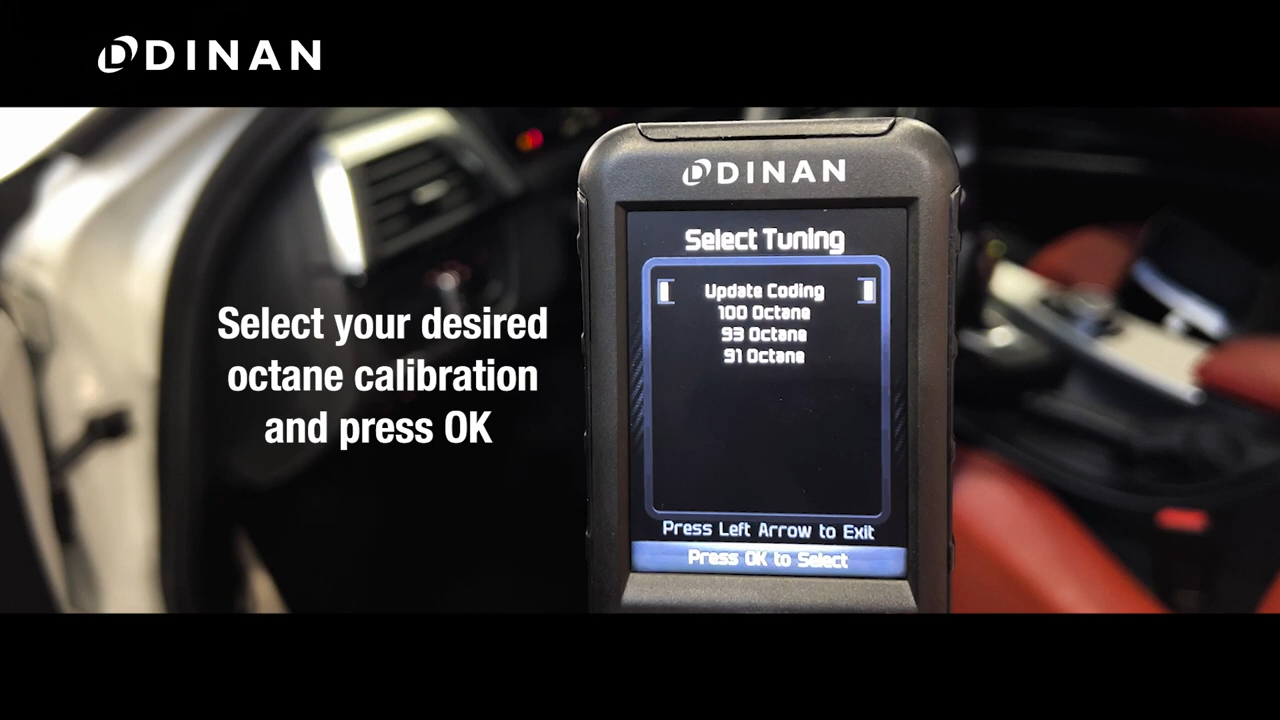 DINAN
DINAN
Select Tuning
Update Coding
100 Octane
93 Octane
91 Octane
Press Left Arrow to Exit
Press OK to Select
Select your desired
octane calibration
and press OK